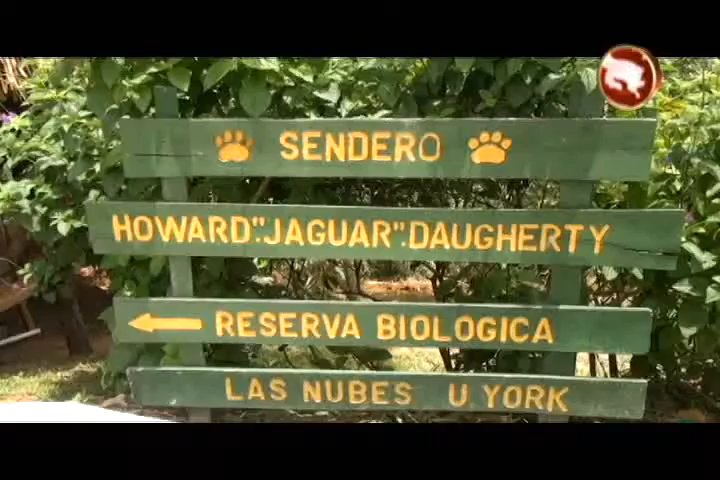 SENDERO
HOWARD"."JAGUAR".DAUGHERTY
RESERVA BIOLOGICA
LAS NUBES U YORK